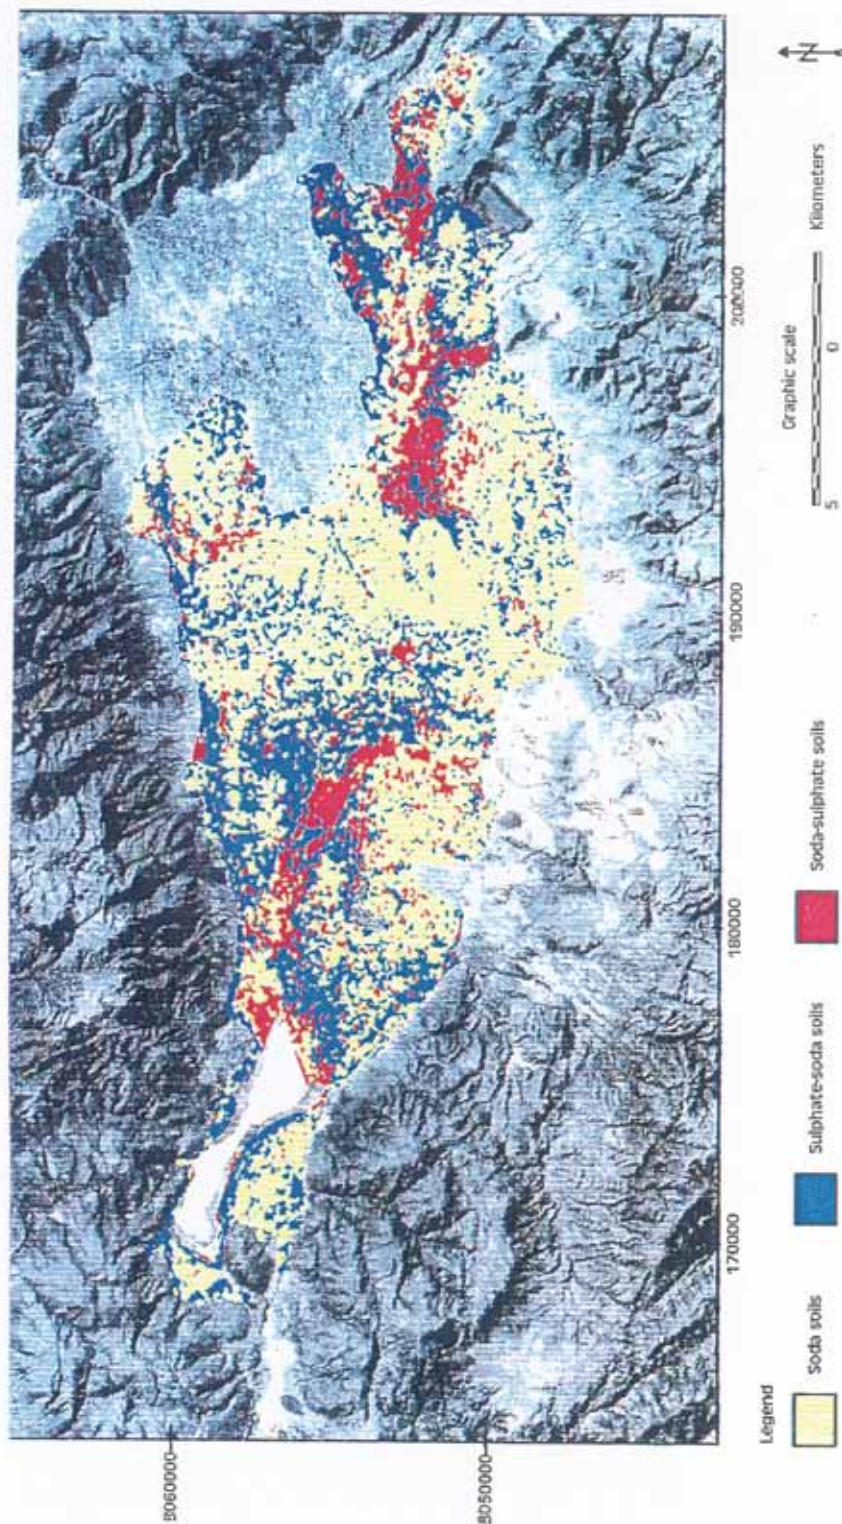 8060000
8050000
170000
180000
190000
200000
Legend
Soda soils
Sulphate-soda soils
Soda-sulphate soils
Graphic scale
5
0
Kilometers
N